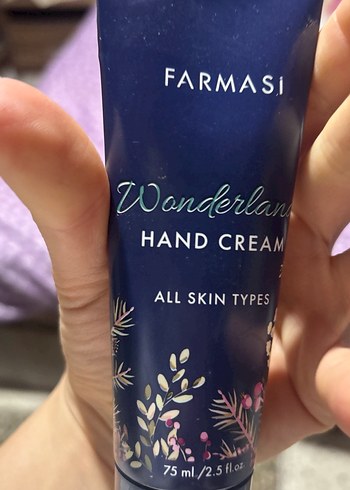 FARMASİ
Wonderlan
HAND CREAM
ALL SKIN TYPES
75 ml /2.5 fl.oz.